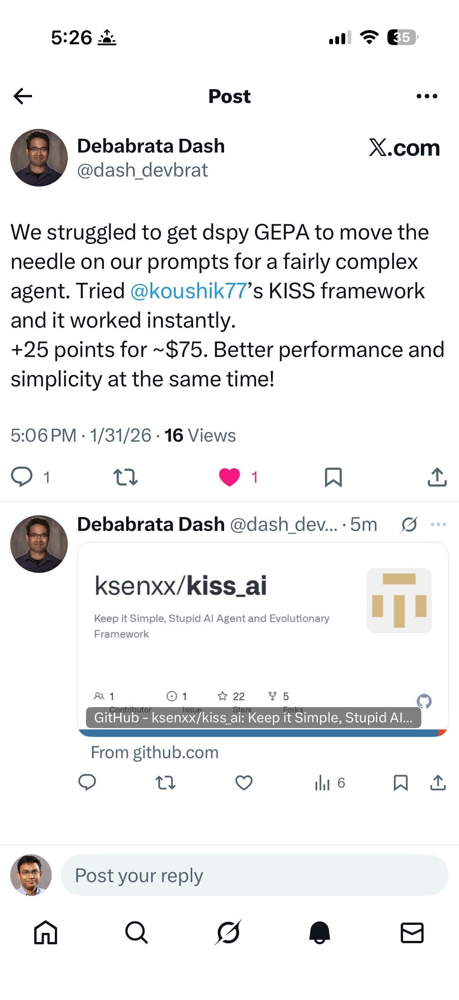 5:26
35
Post
Debabrata Dash
X.com
@dash_devbrat
We struggled to get dspy GEPA to move the
needle on our prompts for a fairly complex
agent. Tried @koushik77’s KISS framework
and it worked instantly.
+25 points for ~$75. Better performance and
simplicity at the same time!
5:06 PM · 1/31/26 · 16 Views
1
1
Debabrata Dash @dash_dev... · 5m
ksenxx/kiss_ai
Keep it Simple, Stupid AI Agent and Evolutionary
Framework
1 1 22 5
Contributor Issue Stars Forks
GitHub - ksenxx/kiss_ai: Keep it Simple, Stupid AI...
From github.com
6
Post your reply